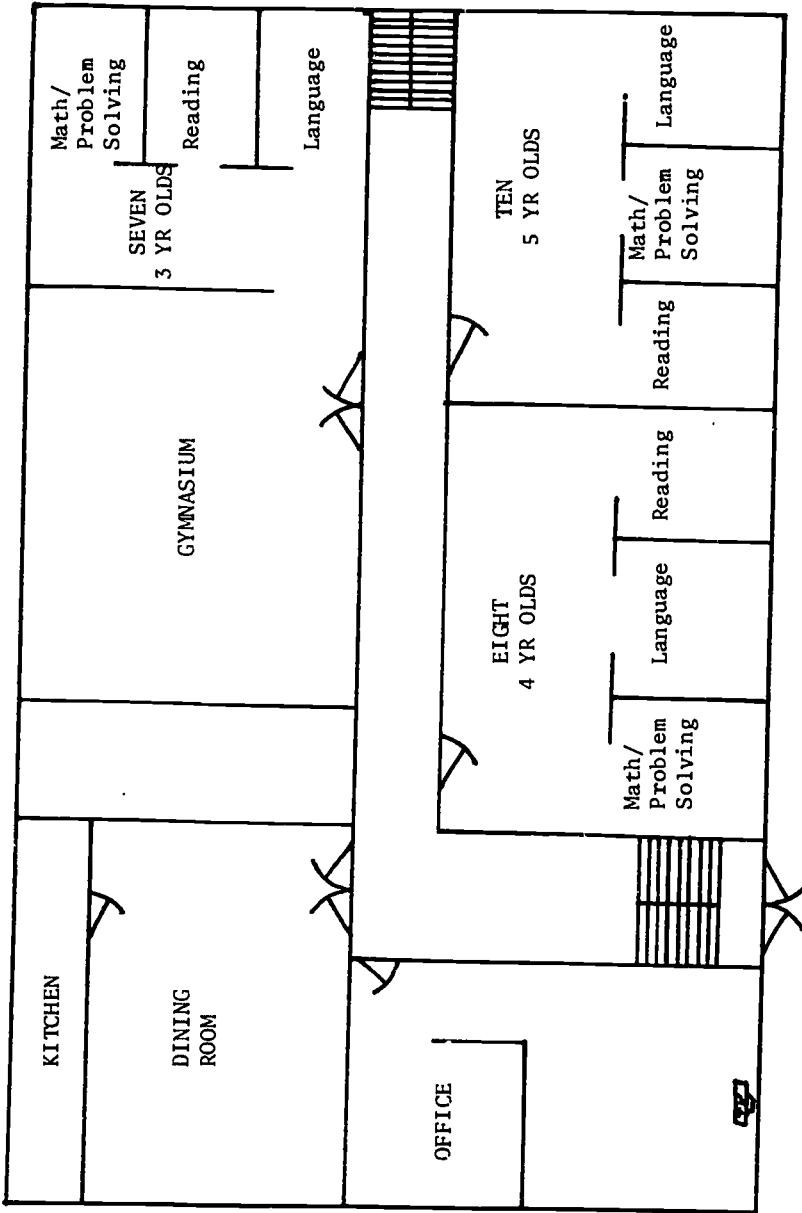 Math/
Problem
Solving
Reading
Language
SEVEN
3 YR OLDS
GYMNASIUM
KITCHEN
DINING
ROOM
OFFICE
TEN
5 YR OLDS
Language
Math/
Problem
Solving
Reading
EIGHT
4 YR OLDS
Reading
Language
Math/
Problem
Solving